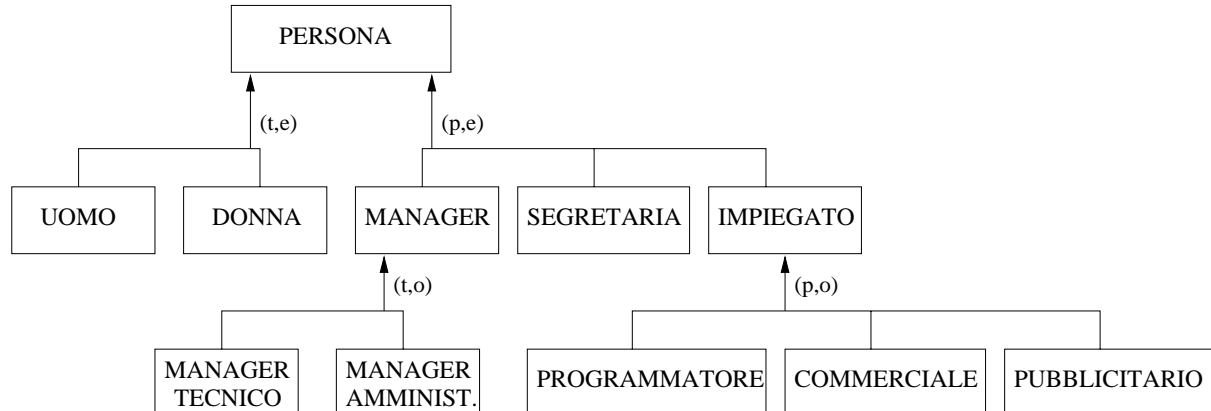 PERSONA
(t,e)
(p,e)
UOMO
DONNA
MANAGER
SEGRETARIA
IMPIEGATO
(t,o)
(p,o)
MANAGER
TECNICO
MANAGER
AMMINIST.
PROGRAMMATORE
COMMERCIALE
PUBBLICITARIO